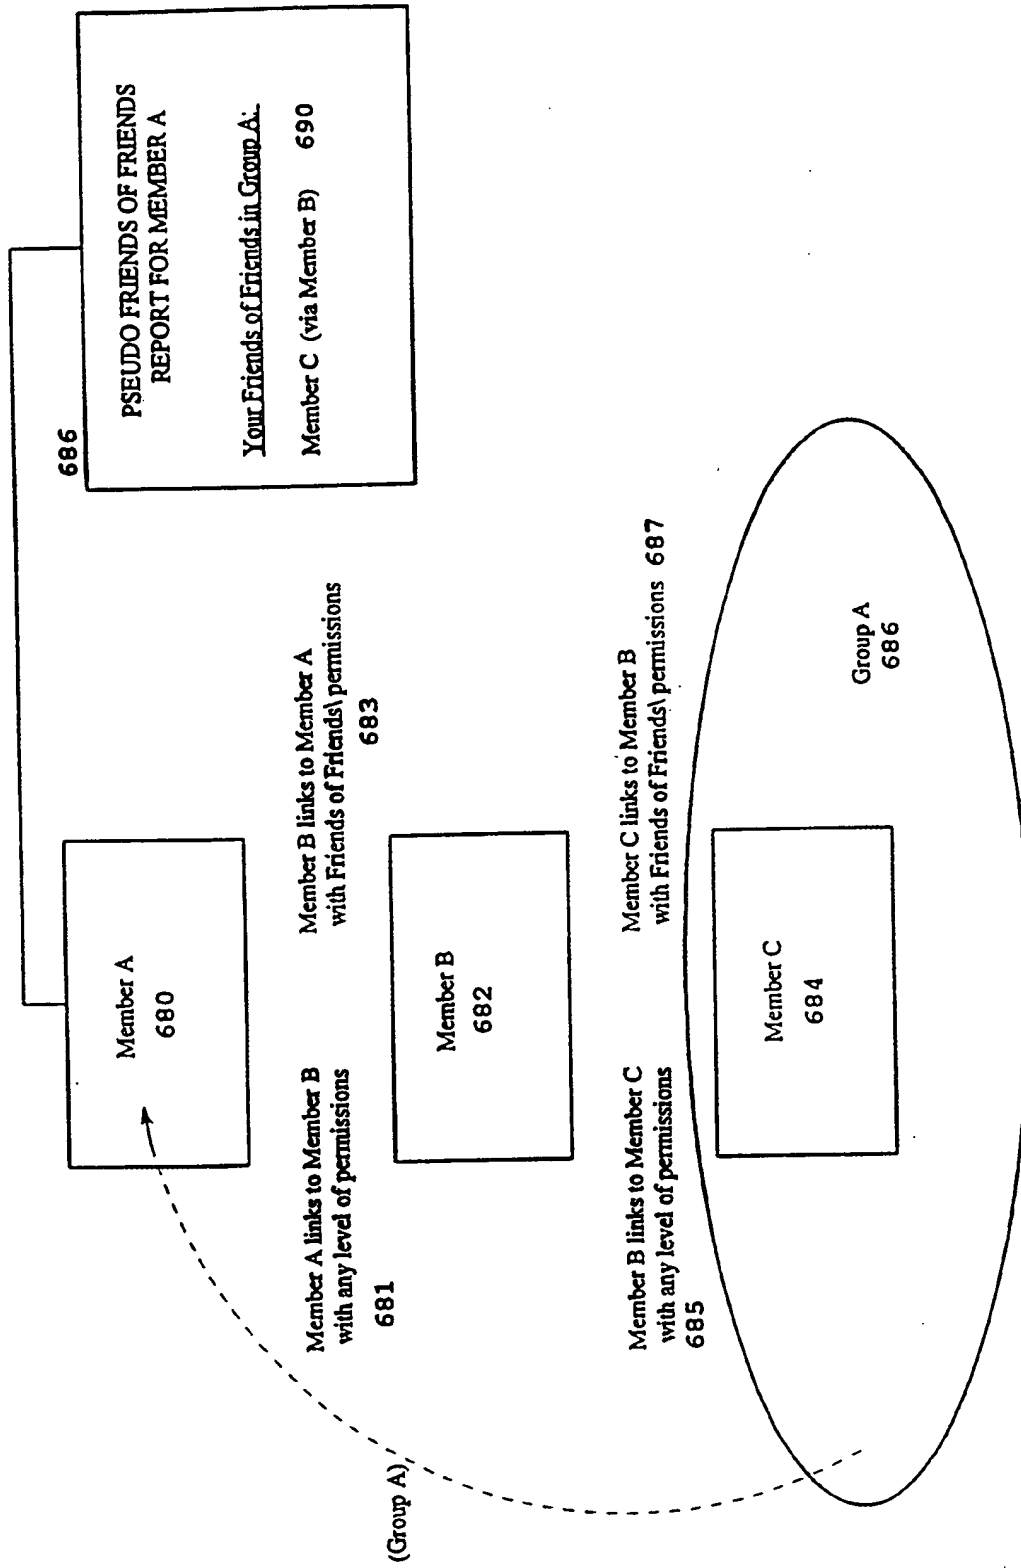 PSEUDO FRIENDS OF FRIENDS
REPORT FOR MEMBER A
Your Friends of Friends in Group A:
Member C (via Member B) 690
686
Member A
680
Member A links to Member B
with any level of permissions
681
Member B links to Member A
with Friends of Friends\ permissions
683
Member B
682
Member B links to Member C
with any level of permissions
685
Member C links to Member B
with Friends of Friends\ permissions 687
Member C
684
Group A
686
(Group A)